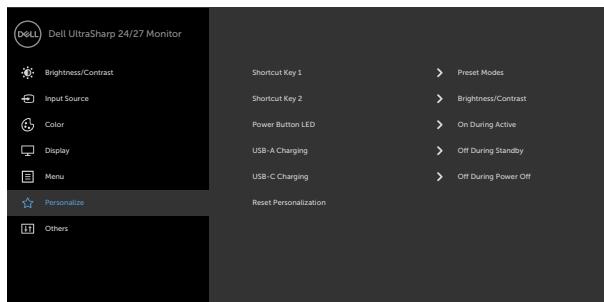 DELL
Dell UltraSharp 24/27 Monitor
Brightness/Contrast
Shortcut Key 1 Preset Modes
Input Source
Shortcut Key 2 Brightness/Contrast
Color
Power Button LED On During Active
Display
USB-A Charging Off During Standby
Menu
USB-C Charging Off During Power Off
Personalize
Reset Personalization
Others